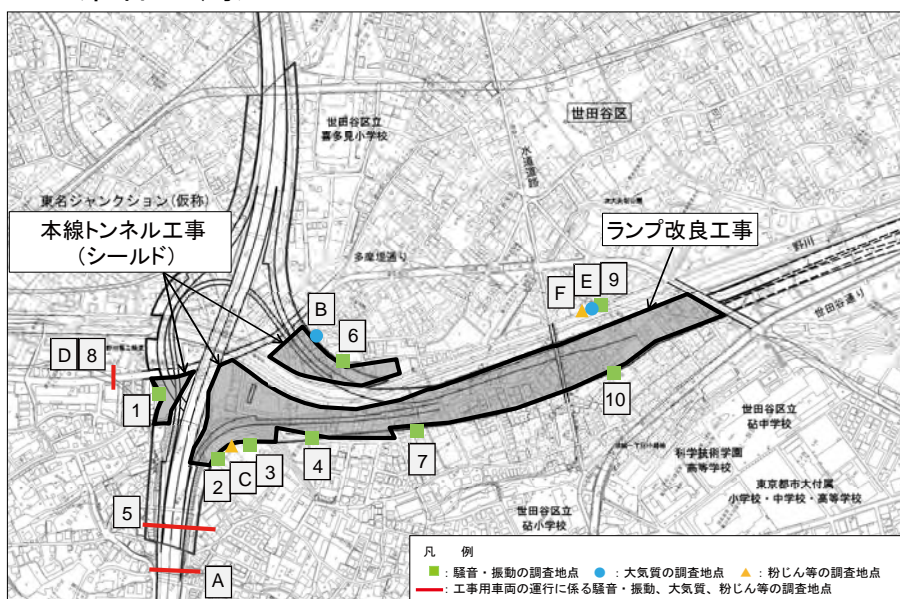 世田谷区
世田谷区立
喜多見小学校
水道道路
東名ジャンクション(仮称)
本線トンネル工事
(シールド)
ランプ改良工事
多摩堤通り
野川
世田谷通り
F
E
9
B
6
D
8
1
10
2
C
3
4
7
5
A
世田谷区立
砧中学校
科学技術学園
高等学校
東京都市大付属
小学校・中学校・高等学校
世田谷区立
砧小学校
凡 例
:騒音・振動の調査地点
:大気質の調査地点
:粉じん等の調査地点
:工事用車両の運行に係る騒音・振動、大気質、粉じん等の調査地点